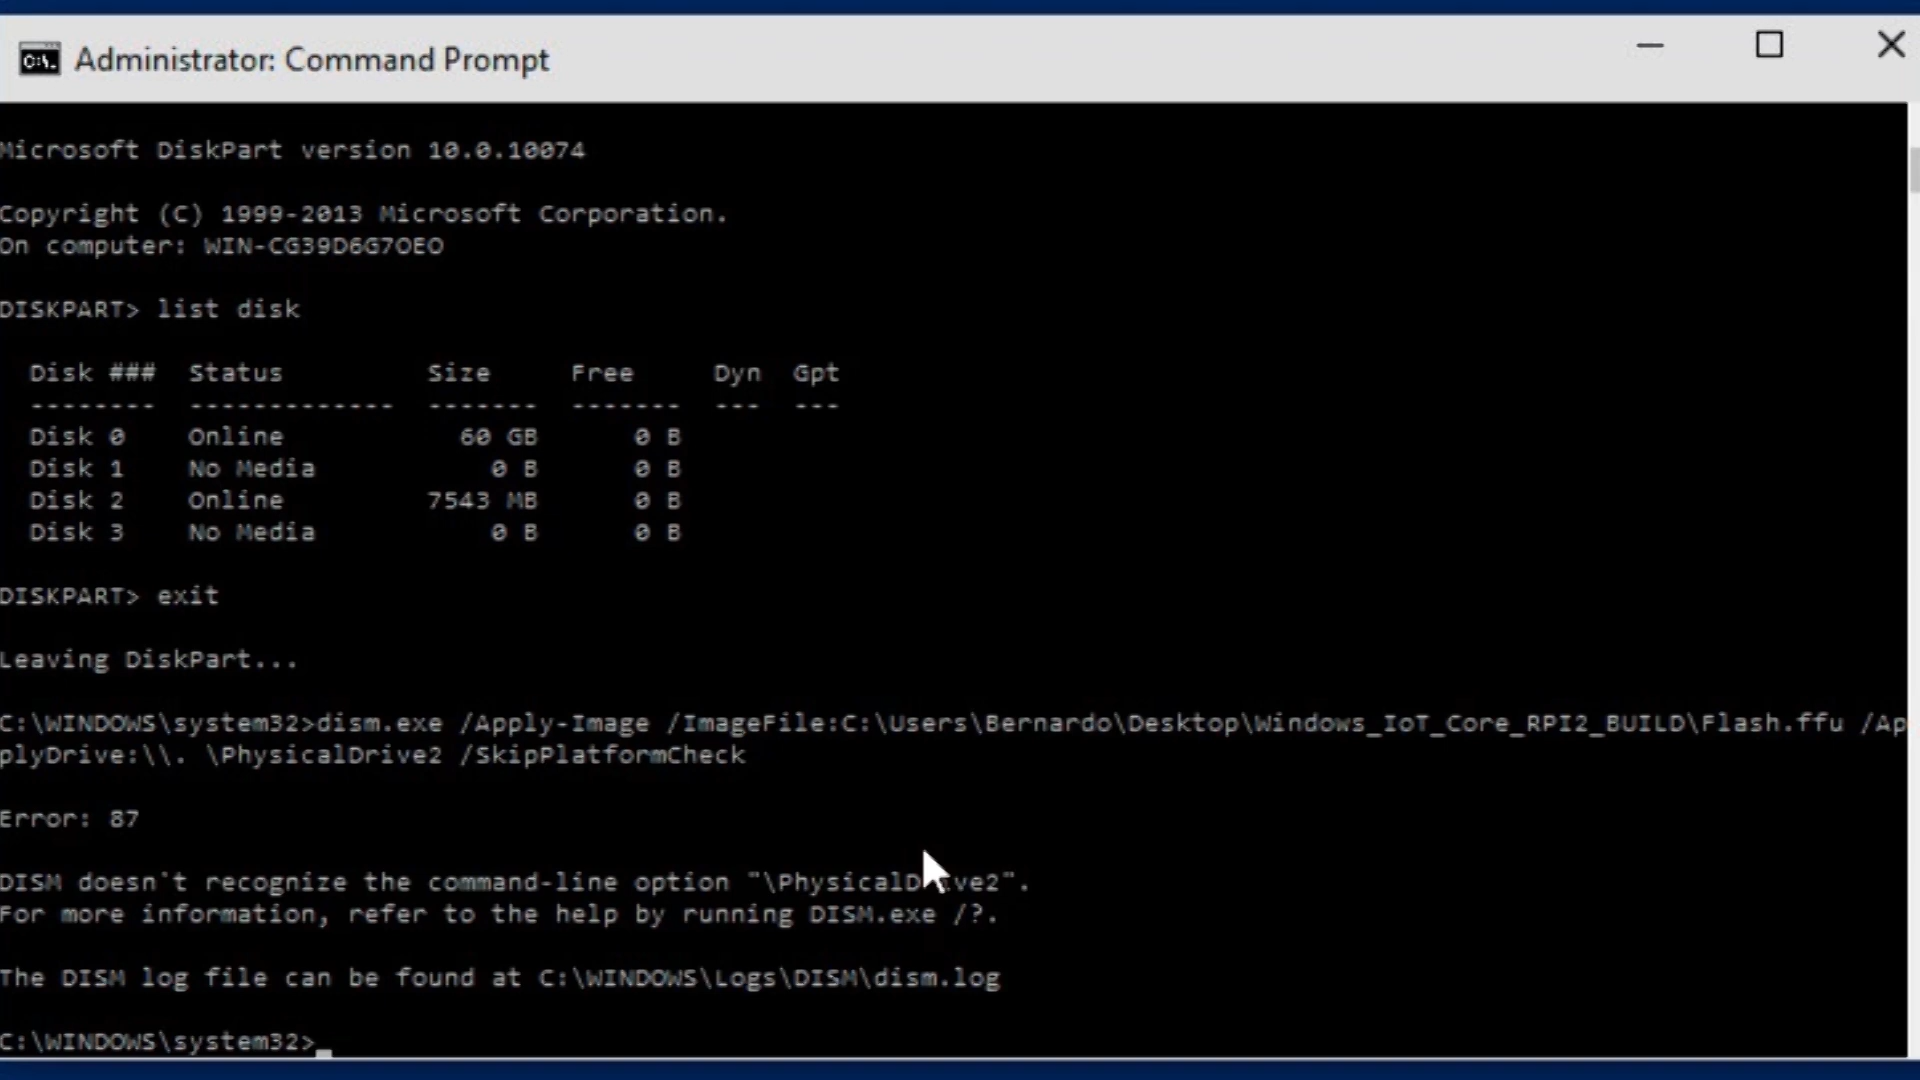 Administrator: Command Prompt
Microsoft DiskPart version 10.0.10074
Copyright (C) 1999-2013 Microsoft Corporation.
On computer: WIN-CG39D6G7OEO
DISKPART> list disk
Disk ###  Status         Size     Free     Dyn  Gpt
--------  -------------  -------  -------  ---  ---
Disk 0    Online           60 GB      0 B
Disk 1    No Media           0 B      0 B
Disk 2    Online         7543 MB      0 B
Disk 3    No Media           0 B      0 B
DISKPART> exit
Leaving DiskPart...
C:\WINDOWS\system32>dism.exe /Apply-Image /ImageFile:C:\Users\Bernardo\Desktop\Windows_IoT_Core_RPI2_BUILD\Flash.ffu /Ap
plyDrive:\\. \PhysicalDrive2 /SkipPlatformCheck
Error: 87
DISM doesn't recognize the command-line option "\PhysicalDrive2".
For more information, refer to the help by running DISM.exe /?.
The DISM log file can be found at C:\WINDOWS\Logs\DISM\dism.log
C:\WINDOWS\system32>_